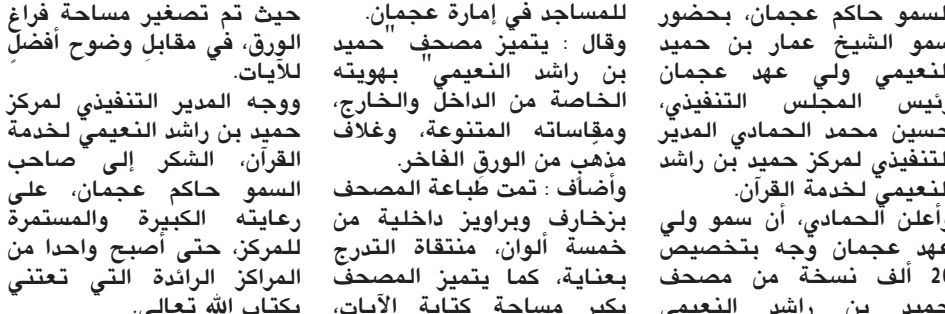 السمو حاكم عجمان، بحضور
سمو الشيخ عمار بن حميد
النعيمي ولي عهد عجمان
رئيس المجلس التنفيذي،
حسين محمد الحمادي المدير
التنفيذي لمركز حميد بن راشد
النعيمي لخدمة القرآن.
وأعلن الحمادي، أن سمو ولي
عهد عجمان وجه بتخصيص
ألف نسخة من مصحف
حميد بن راشد النعيمي
للمساجد في إمارة عجمان.
وقال : يتميز مصحف "حميد
بن راشد النعيمي" بهويته
الخاصة من الداخل والخارج،
ومقاساته المتنوعة، وغلاف
مذهبٍ من الورق الفاخر.
وأضاف : تمت طباعة المصحف
بزخارف وبراويز داخلية من
خمسة ألوان، منتقاة التدرج
بعناية، كما يتميز المصحف
بكبر مساحة كتابة الآيات،
حيث تم تصغير مساحة فراغ
الورق، في مقابلِ وضوح أفضل
للآيات.
ووجه المدير التنفيذي لمركز
حميد بن راشد النعيمي لخدمة
القرآن، الشكر إلى صاحب
السمو حاكم عجمان، على
رعايته الكبيرة والمستمرة
للمركز، حتى أصبح واحدا من
المراكز الرائدة التي تعتني
بكتاب الله تعالى.